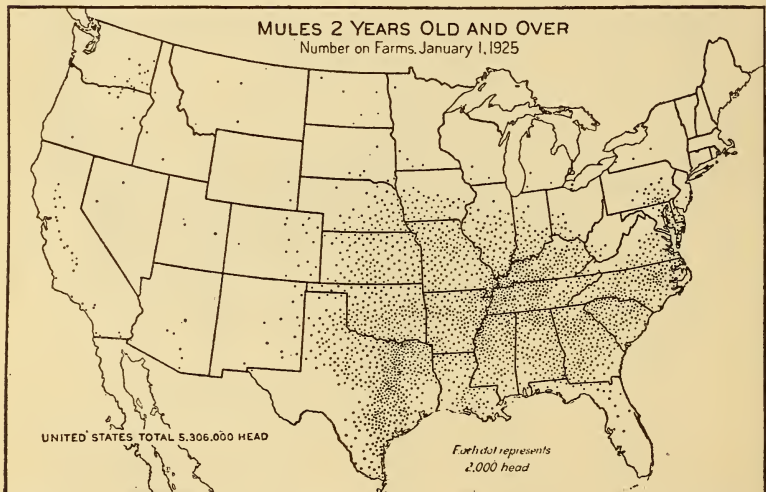 MULES 2 YEARS OLD AND OVER
Number on Farms, January 1, 1925
UNITED STATES TOTAL 5.306.000 HEAD
Each dot represents
2,000 head